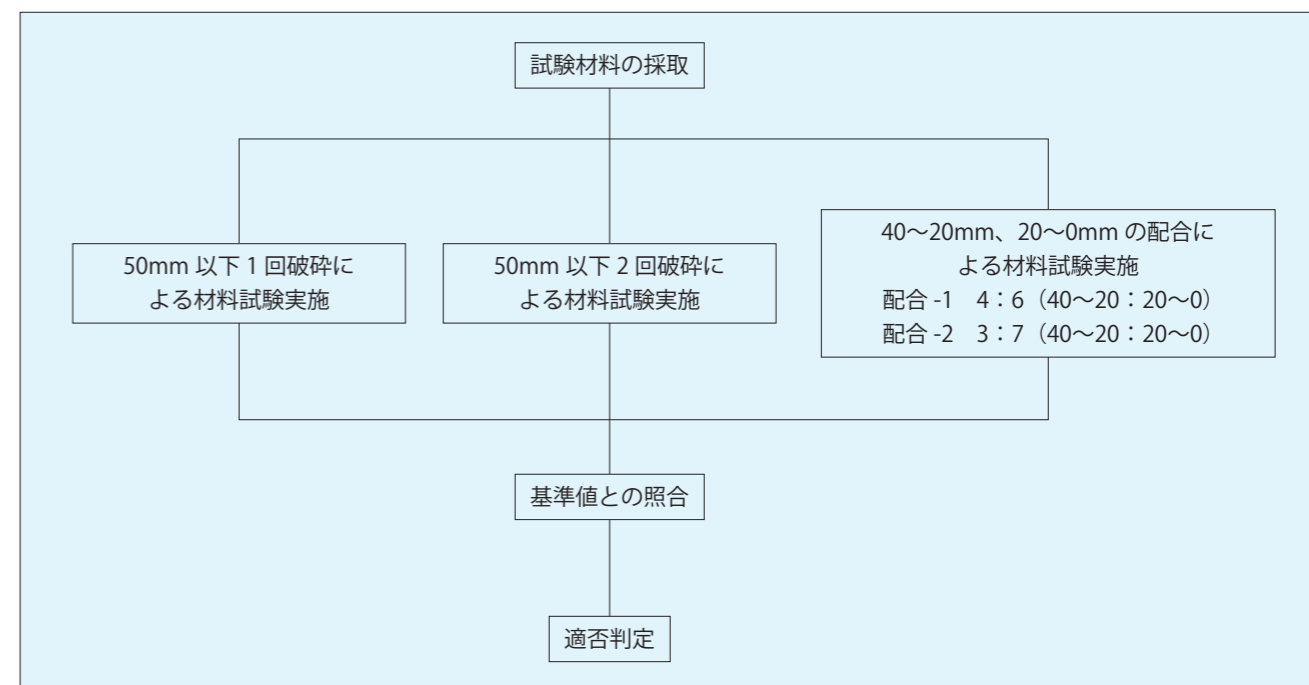 試験材料の採取
50mm 以下 1 回破砕に
よる材料試験実施
50mm 以下 2 回破砕に
よる材料試験実施
40〜20mm、20〜0mm の配合に
よる材料試験実施
配合 -1　4：6（40〜20：20〜0）
配合 -2　3：7（40〜20：20〜0）
基準値との照合
適否判定